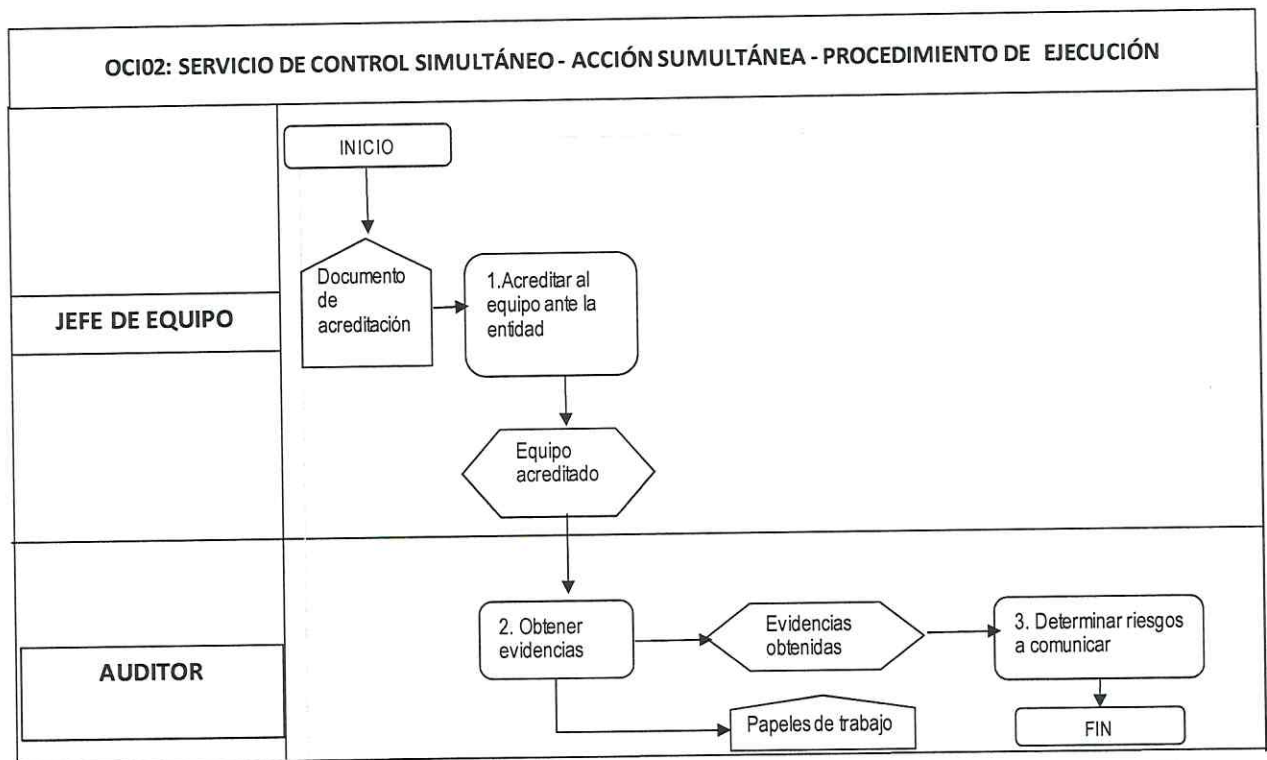 OCI02: SERVICIO DE CONTROL SIMULTÁNEO - ACCIÓN SUMULTÁNEA - PROCEDIMIENTO DE EJECUCIÓN
INICIO
Documento
de
acreditación
1.Acreditar al
equipo ante la
entidad
JEFE DE EQUIPO
Equipo
acreditado
2. Obtener
evidencias
Evidencias
obtenidas
3. Determinar riesgos
a comunicar
AUDITOR
Papeles de trabajo
FIN